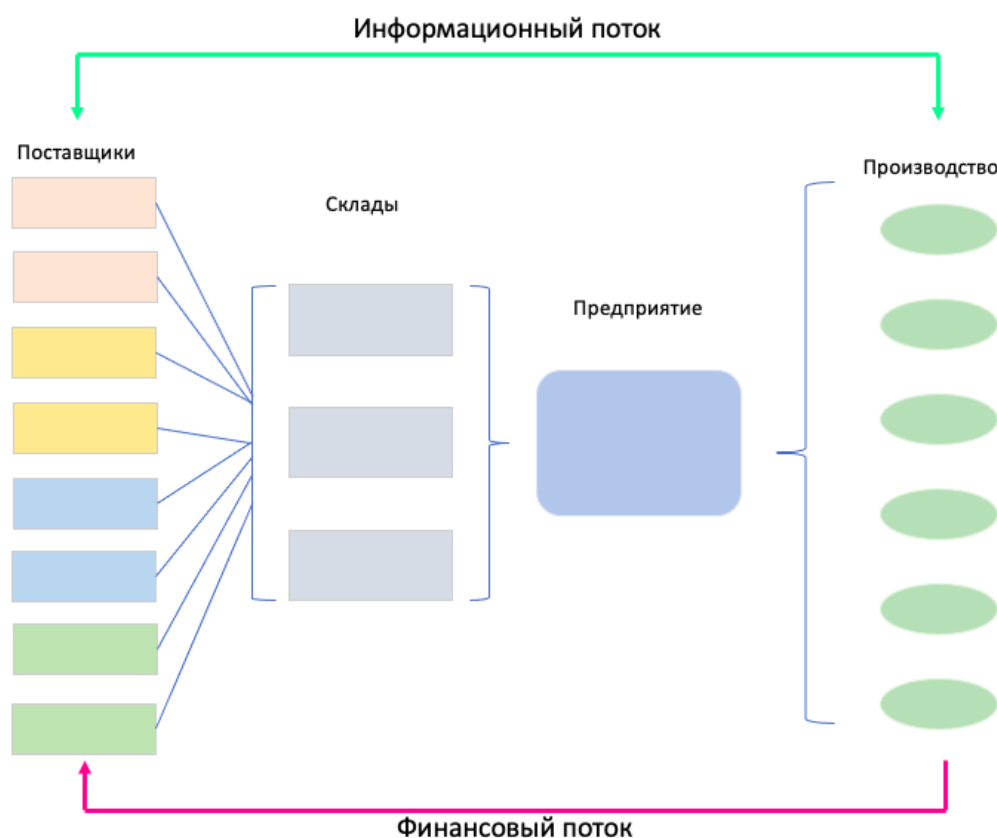 Информационный поток
Поставщики
Склады
Предприятие
Производство
Финансовый поток